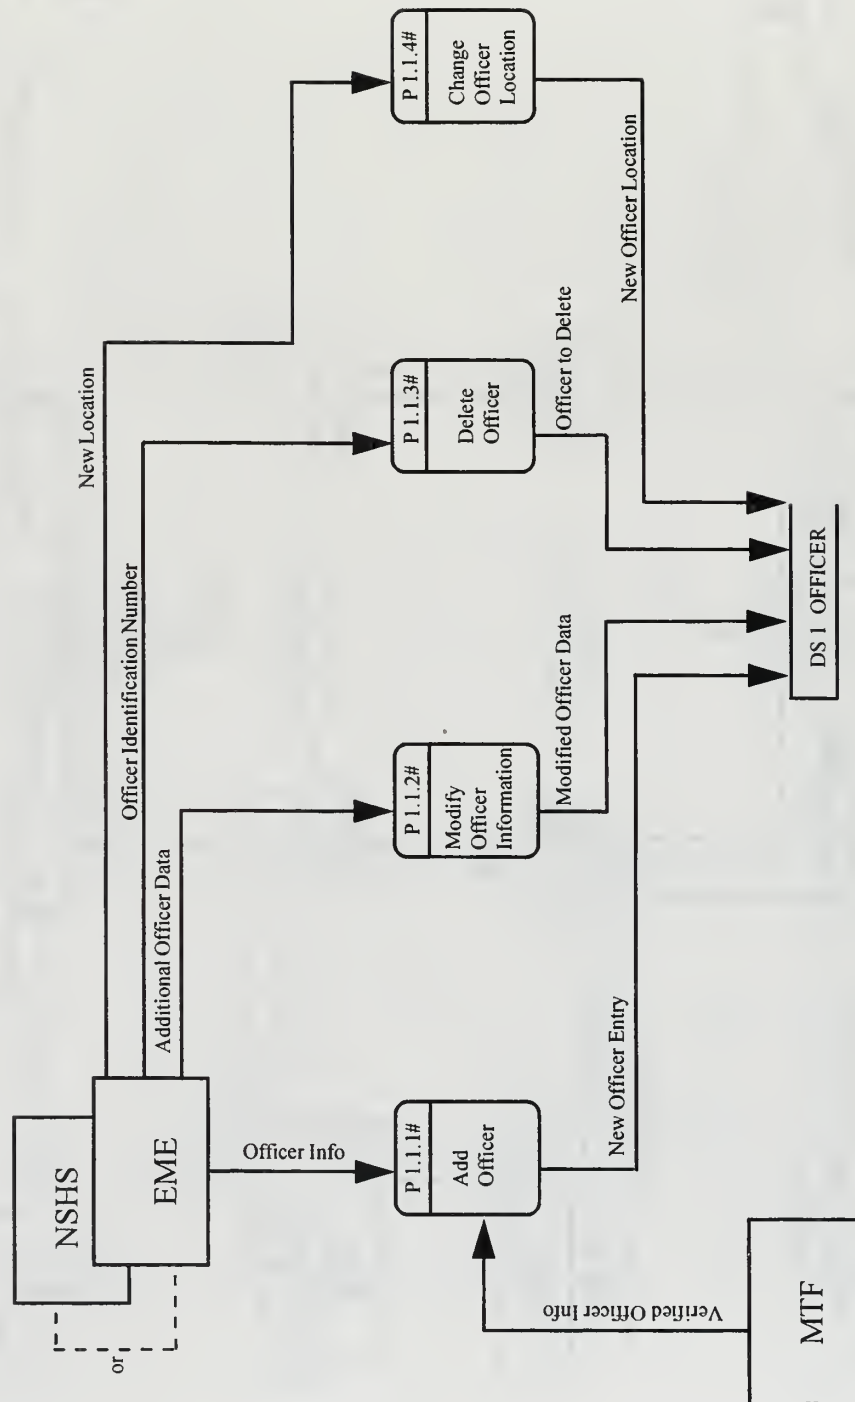 NSHS
EME
or
Officer Info
Additional Officer Data
Officer Identification Number
New Location
P 1.1.1#
Add
Officer
P 1.1.2#
Modify
Officer
Information
P 1.1.3#
Delete
Officer
P 1.1.4#
Change
Officer
Location
Verified Officer Info
New Officer Entry
Modified Officer Data
Officer to Delete
New Officer Location
MTF
DS 1 OFFICER